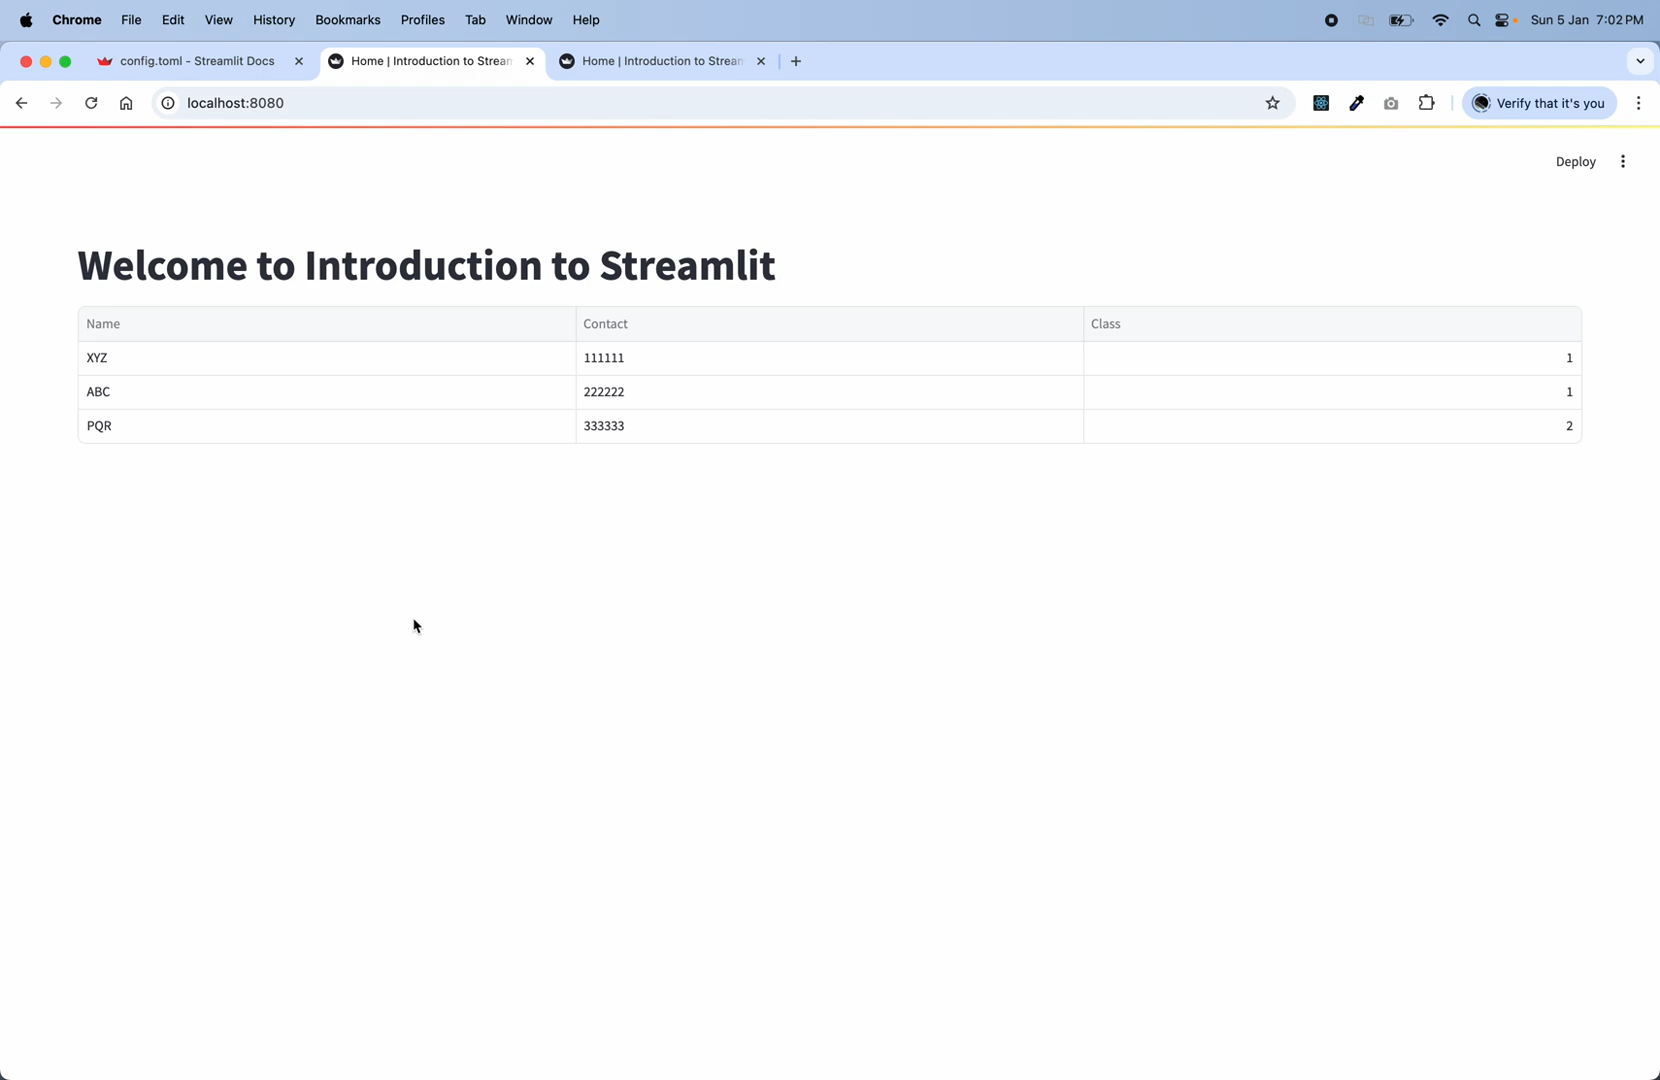 Chrome File Edit View History Bookmarks Profiles Tab Window Help Sun 5 Jan 7:02 PM
config.toml - Streamlit Docs Home | Introduction to Stream Home | Introduction to Stream
localhost:8080 Verify that it's you
Deploy
Welcome to Introduction to Streamlit
Name Contact Class
XYZ 111111 1
ABC 222222 1
PQR 333333 2